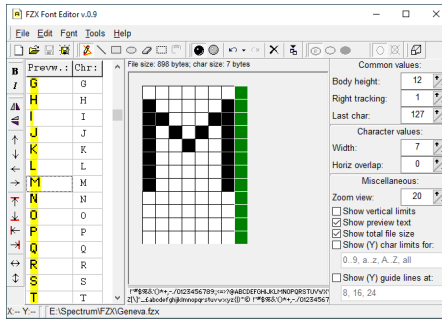 FZX Font Editor v.0.9
File Edit Font Tools Help
File size: 898 bytes; char size: 7 bytes
Common values:
Body height: 12
Right tracking: 1
Last char: 127
Character values:
Width: 7
Horiz overlap: 0
Miscellaneous:
Zoom view: 20
Show vertical limits
Show preview text
Show total file size
Show (Y) char limits for:
0..9, a..z, A..Z, all
Show (Y) guide lines at:
8, 16, 24
B
I
Prevw.: Chr:
G G
H H
I I
J J
K K
L L
M M
N N
O O
P P
Q Q
R R
S S
T T
X:-- Y:-- E:\Spectrum\FZX\Geneva.fzx